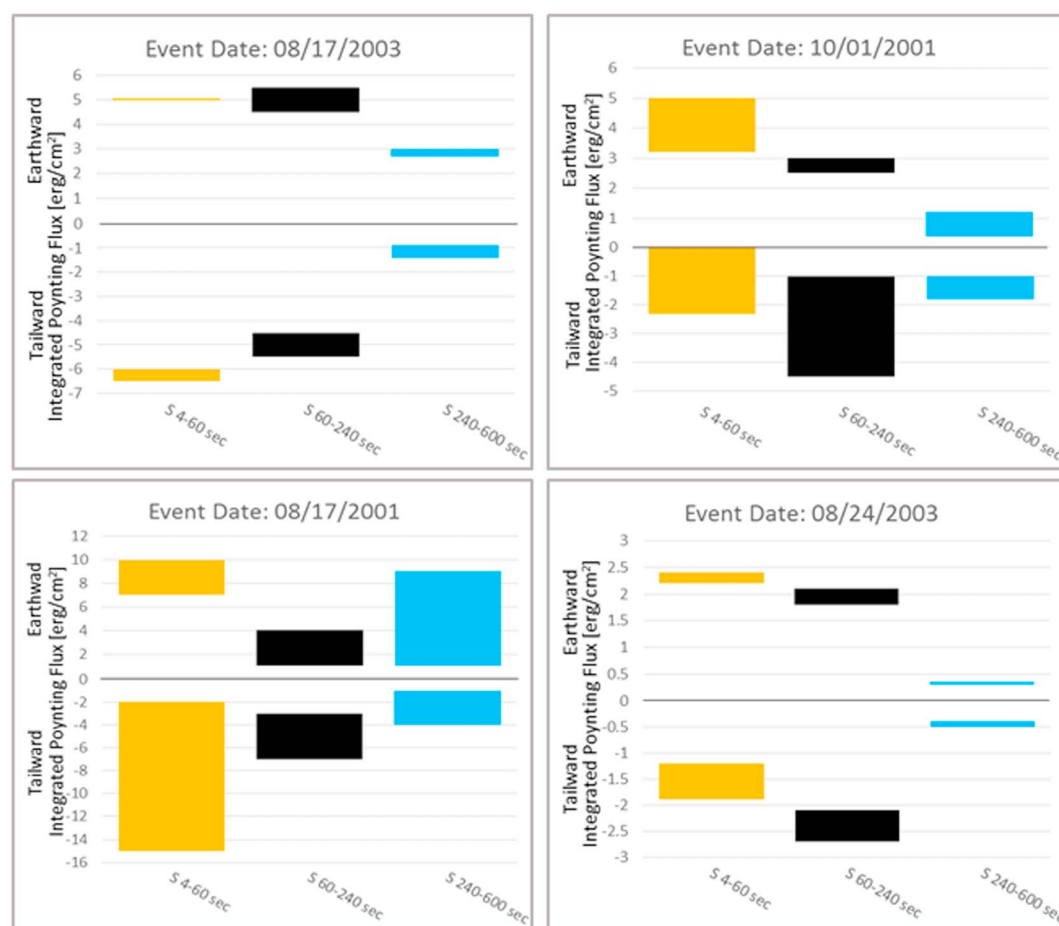 Event Date: 08/17/2003
Earthward
Tailward
Integrated Poynting Flux [erg/cm²]
6
5
4
3
2
1
0
-1
-2
-3
-4
-5
-6
-7
S 4-60 sec
S 60-240 sec
S 240-600 sec
Event Date: 10/01/2001
Earthward
Tailward
Integrated Poynting Flux [erg/cm²]
6
5
4
3
2
1
0
-1
-2
-3
-4
-5
S 4-60 sec
S 60-240 sec
S 240-600 sec
Event Date: 08/17/2001
Earthwad
Tailward
Integrated Poynting Flux [erg/cm²]
12
10
8
6
4
2
0
-2
-4
-6
-8
-10
-12
-14
-16
S 4-60 sec
S 60-240 sec
S 240-600 sec
Event Date: 08/24/2003
Earthward
Tailward
Integrated Poynting Flux [erg/cm²]
3
2.5
2
1.5
1
0.5
0
-0.5
-1
-1.5
-2
-2.5
-3
S 4-60 sec
S 60-240 sec
S 240-600 sec